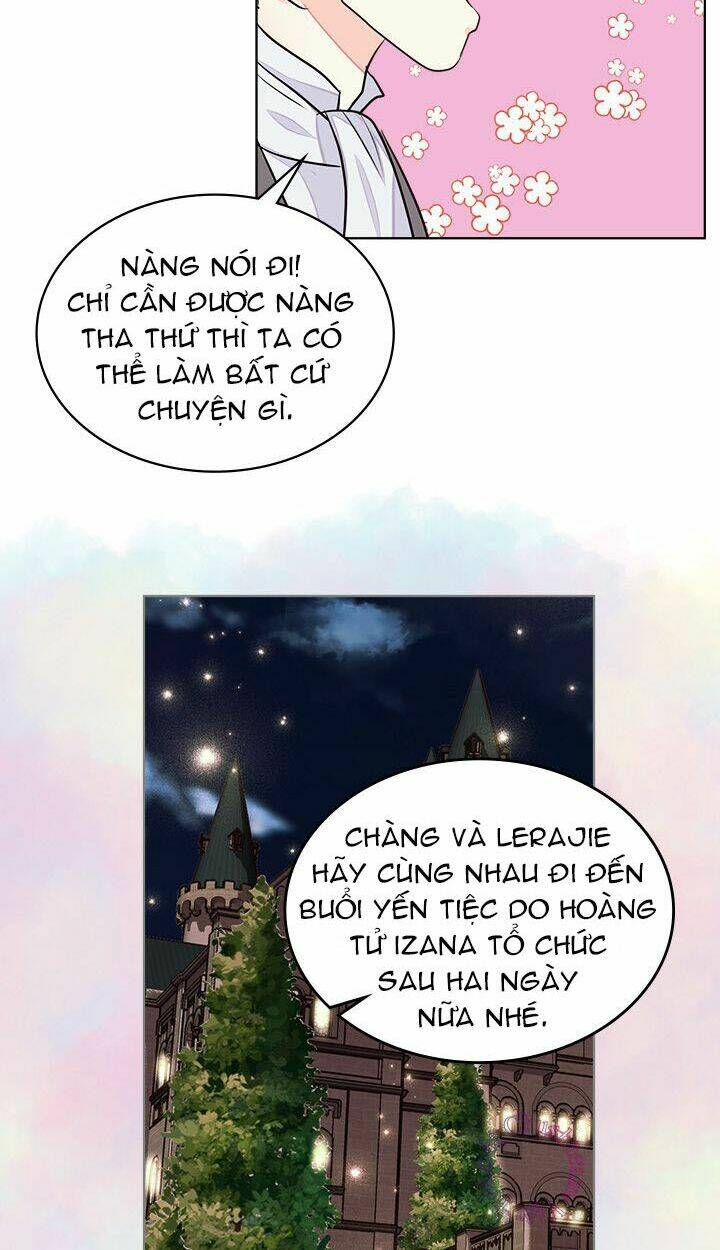 NÀNG NÓI ĐI!
CHỈ CẦN ĐƯỢC NÀNG
THA THỨ THÌ TA CÓ
THỂ LÀM BẤT CỨ
CHUYỆN GÌ.
CHÀNG VÀ LERAJIE
HÃY CÙNG NHAU ĐI ĐẾN
BUỔI YẾN TIỆC DO HOÀNG
TỬ IZANA TỔ CHỨC
SAU HAI NGÀY
NỮA NHÉ.